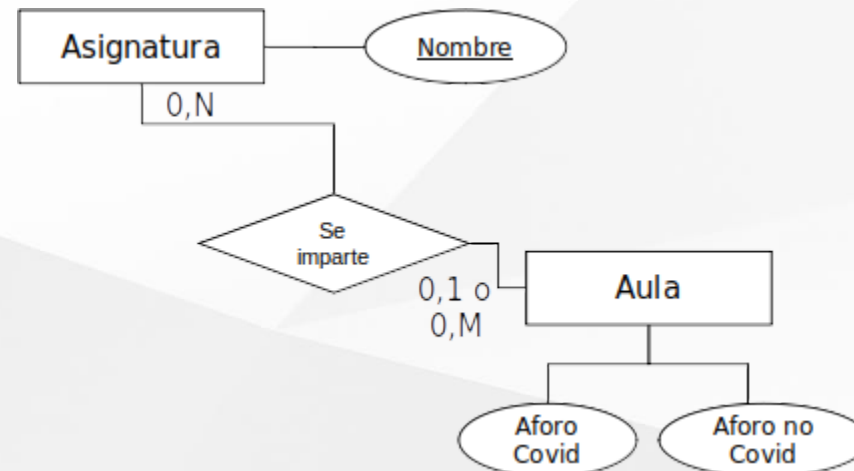 Asignatura
Nombre
0,N
Se
imparte
0,1 o
0,M
Aula
Aforo
Covid
Aforo no
Covid